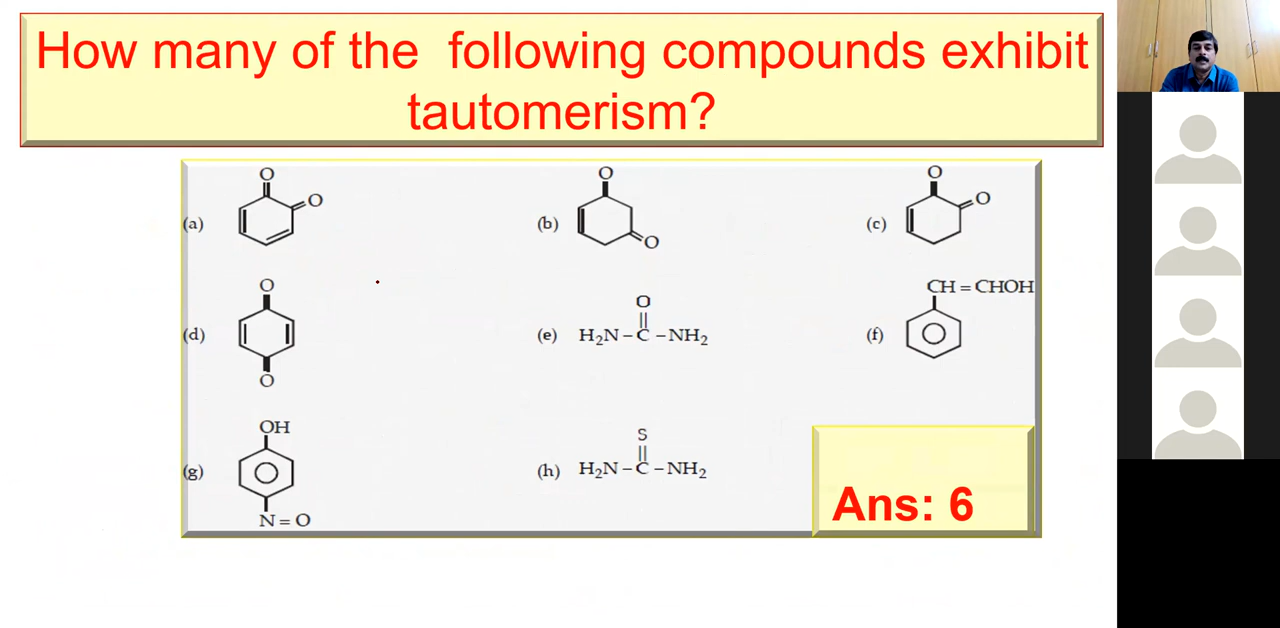 How many of the following compounds exhibit
tautomerism?
O
O
(a)
O
O
(b)
O
O
(c)
O
O
(d)
O
(e) H₂N – C – NH₂
CH = CHOH
(f)
OH
(g)
N = O
S
(h) H₂N – C – NH₂
Ans: 6